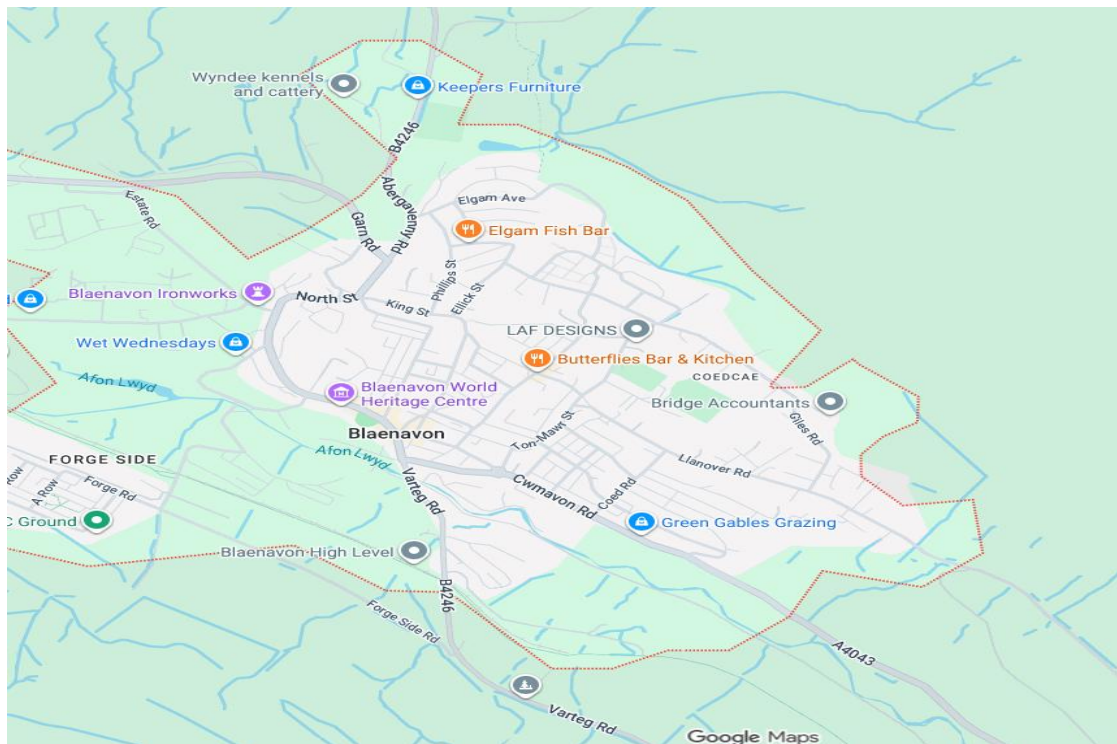 Wyndee kennels
and cattery
Keepers Furniture
B4246
Abergavenny Rd
Elgam Ave
Estate Rd
Garn Rd
Elgam Fish Bar
Phillips St
Ellick St
Blaenavon Ironworks
North St
King St
LAF DESIGNS
Wet Wednesdays
Butterflies Bar & Kitchen
COEDCAE
Afon Lwyd
Blaenavon World
Heritage Centre
Bridge Accountants
Giles Rd
Blaenavon
Ton-Mawr St
Afon Lwyd
FORGE SIDE
Llanover Rd
Row
A Row
Forge Rd
Varteg Rd
Cwmavon Rd
Coed Rd
C Ground
Green Gables Grazing
Blaenavon High Level
B4246
Forge Side Rd
A4043
Varteg Rd
Google Maps